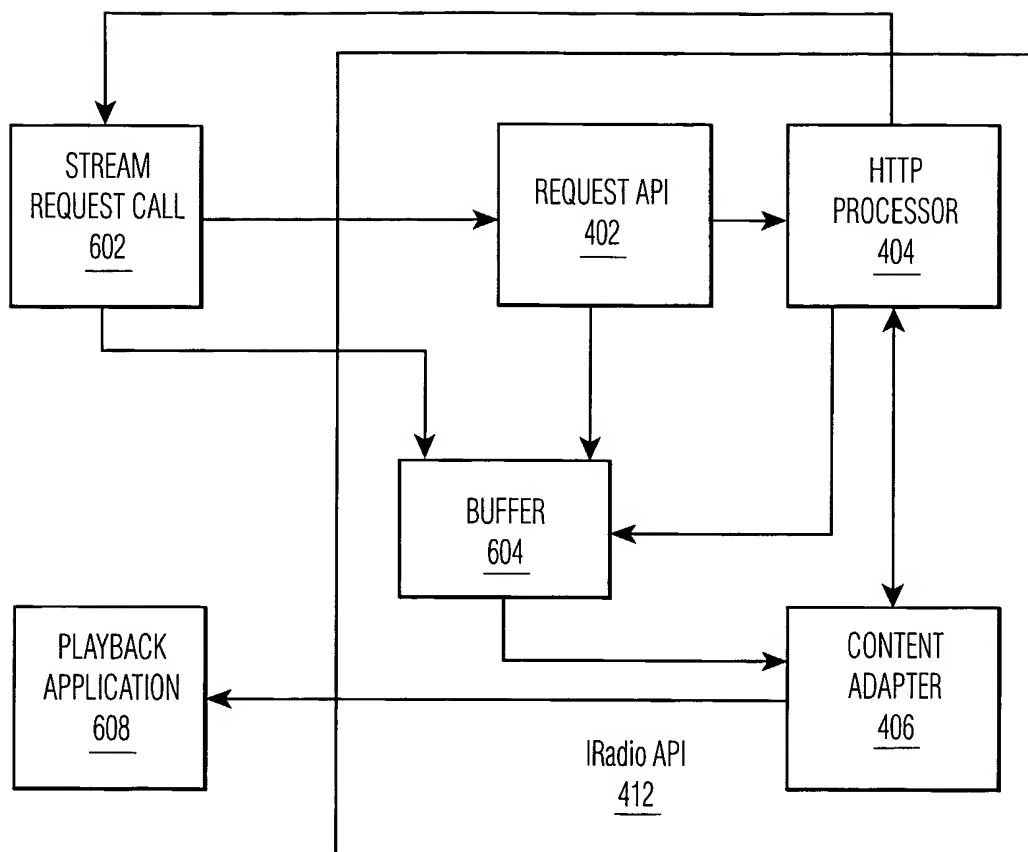 STREAM
REQUEST CALL
602
REQUEST API
402
HTTP
PROCESSOR
404
BUFFER
604
PLAYBACK
APPLICATION
608
CONTENT
ADAPTER
406
IRadio API
412